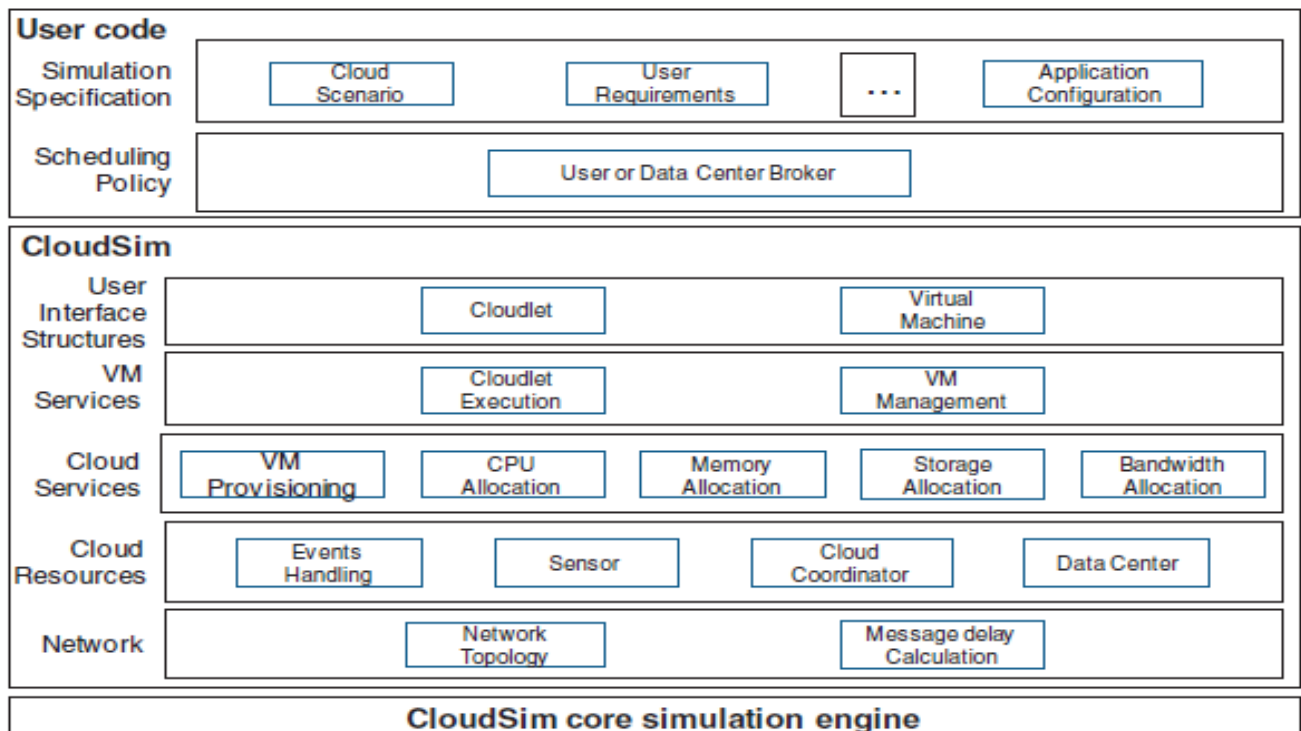 User code
Simulation
Specification
Cloud
Scenario
User
Requirements
...
Application
Configuration
Scheduling
Policy
User or Data Center Broker
CloudSim
User
Interface
Structures
Cloudlet
Virtual
Machine
VM
Services
Cloudlet
Execution
VM
Management
Cloud
Services
VM
Provisioning
CPU
Allocation
Memory
Allocation
Storage
Allocation
Bandwidth
Allocation
Cloud
Resources
Events
Handling
Sensor
Cloud
Coordinator
Data Center
Network
Network
Topology
Message delay
Calculation
CloudSim core simulation engine